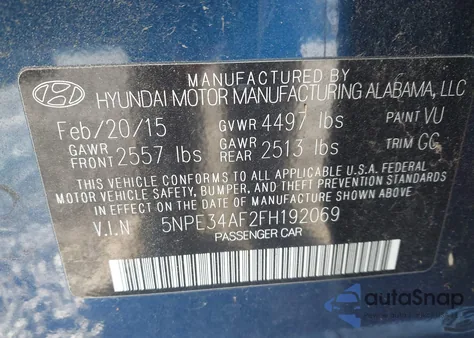 MANUFACTURED BY
HYUNDAI MOTOR MANUFACTURING ALABAMA, LLC
Feb/20/15 GVWR 4497 lbs PAINT VU
GAWR FRONT 2557 lbs GAWR REAR 2513 lbs TRIM GC
THIS VEHICLE CONFORMS TO ALL APPLICABLE U.S.A. FEDERAL
MOTOR VEHICLE SAFETY, BUMPER, AND THEFT PREVENTION STANDARDS
IN EFFECT ON THE DATE OF MANUFACTURE SHOWN ABOVE.
V.I.N 5NPE34AF2FH192069
PASSENGER CAR
autoSnap